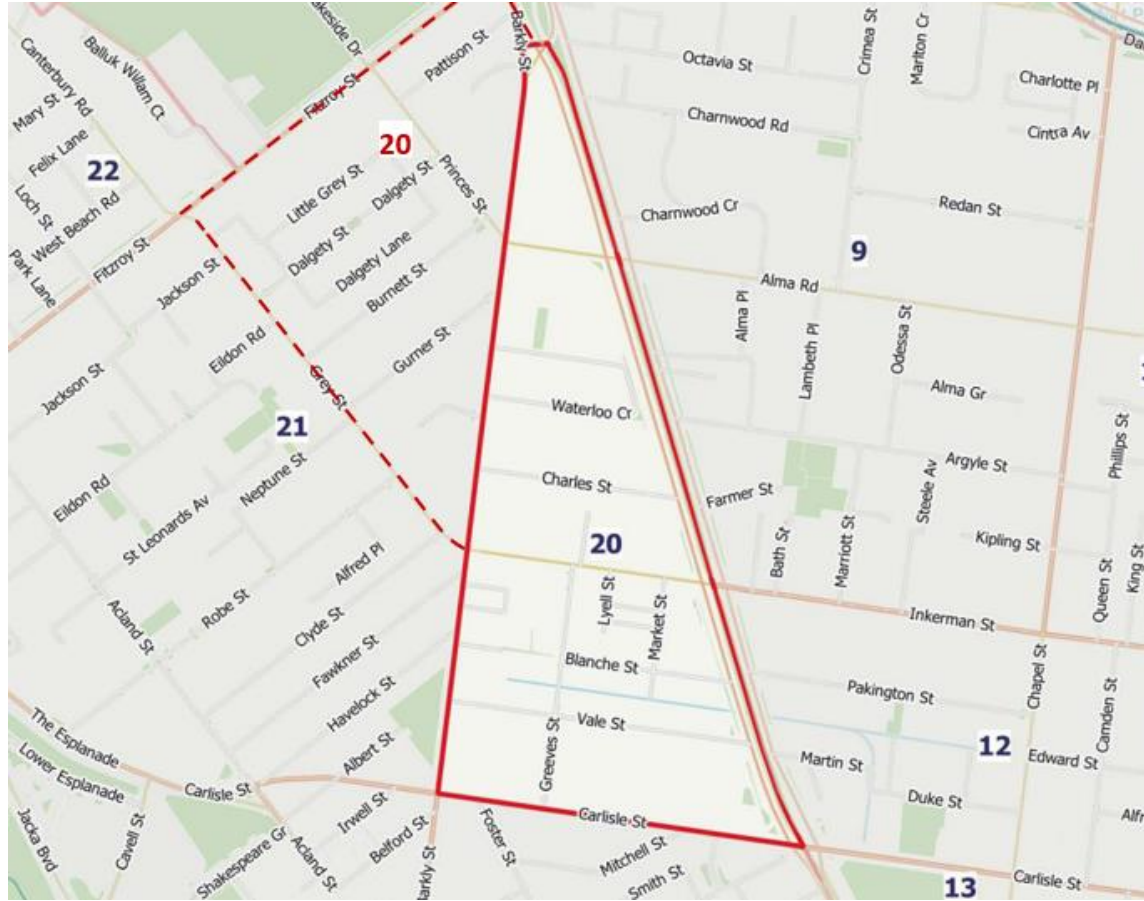 Lakeside Dr
Barkly St
Canterbury Rd
Balluk Willam Ct
Pattison St
Octavia St
Crimea St
Marlton Cr
Charlotte Pl
Mary St
Fitzroy St
Charnwood Rd
Cintra Av
Felix Lane
20
22
Loch St
West Beach Rd
Little Grey St
Dalgety St
Princes St
Charnwood Cr
Redan St
Park Lane
Fitzroy St
Dalgety St
Dalgety Lane
9
Jackson St
Burnett St
Alma Rd
Alma Pl
Lambeth Pl
Odessa St
Eildon Rd
Gurner St
Jackson St
Grey St
Alma Gr
21
Waterloo Cr
Phillips St
Eildon Rd
Neptune St
Charles St
Argyle St
Farmer St
Steele Av
St Leonards Av
20
Bath St
Marriott St
Kipling St
Alfred Pl
Queen St
King St
Robe St
Lyell St
Market St
Inkerman St
Acland St
Clyde St
Fawkner St
Blanche St
Pakington St
Chapel St
Camden St
Havelock St
The Esplanade
Vale St
Greeves St
12
Lower Esplanade
Albert St
Martin St
Edward St
Carlisle St
Duke St
Jacka Bvd
Cavell St
Irwell St
Carlisle St
Foster St
Shakespeare Gr
Acland St
Belford St
Barkly St
Mitchell St
Smith St
13
Carlisle St